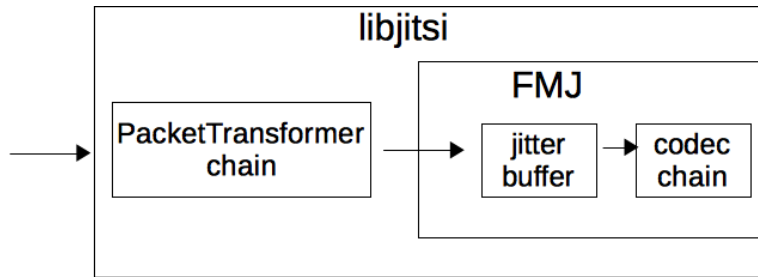 libjitsi
FMJ
PacketTransformer
chain
jitter
buffer
codec
chain